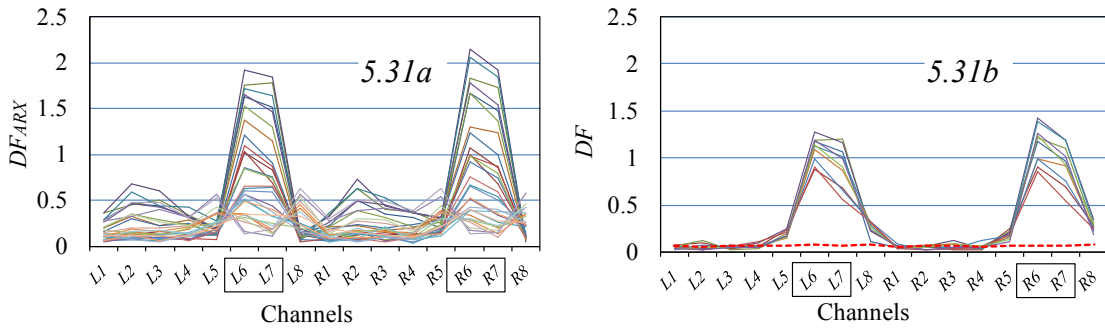 2.5
2
1.5
1
0.5
0
DFARX
5.31a
L1 L2 L3 L4 L5 L6 L7 L8 R1 R2 R3 R4 R5 R6 R7 R8
Channels
2.5
2
1.5
1
0.5
0
DF
5.31b
L1 L2 L3 L4 L5 L6 L7 L8 R1 R2 R3 R4 R5 R6 R7 R8
Channels